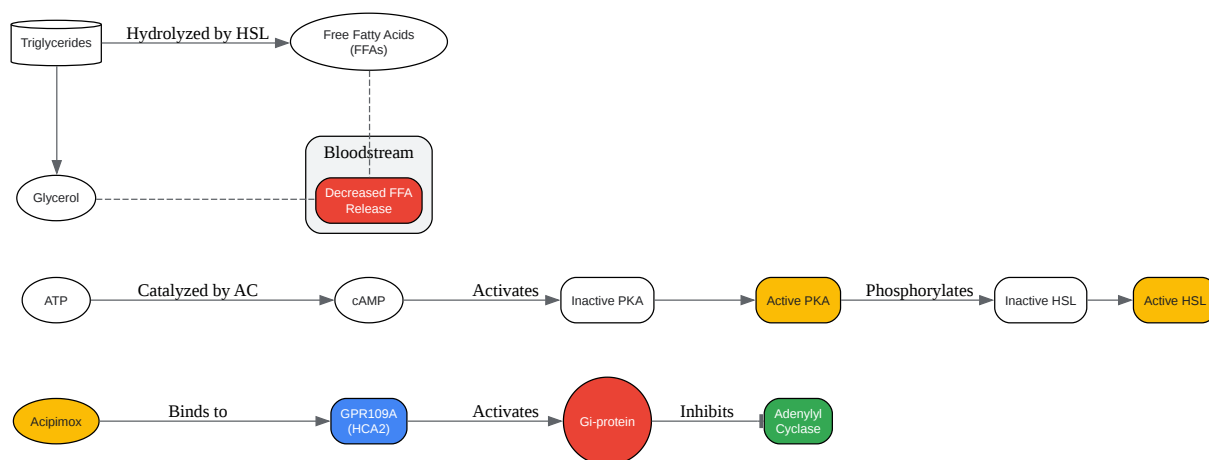 Triglycerides
Hydrolyzed by HSL
Free Fatty Acids
(FFAs)
Bloodstream
Glycerol
Decreased FFA
Release
ATP
Catalyzed by AC
cAMP
Activates
Inactive PKA
Active PKA
Phosphorylates
Inactive HSL
Active HSL
Acipimox
Binds to
GPR109A
(HCA2)
Activates
Gi-protein
Inhibits
Adenylyl
Cyclase